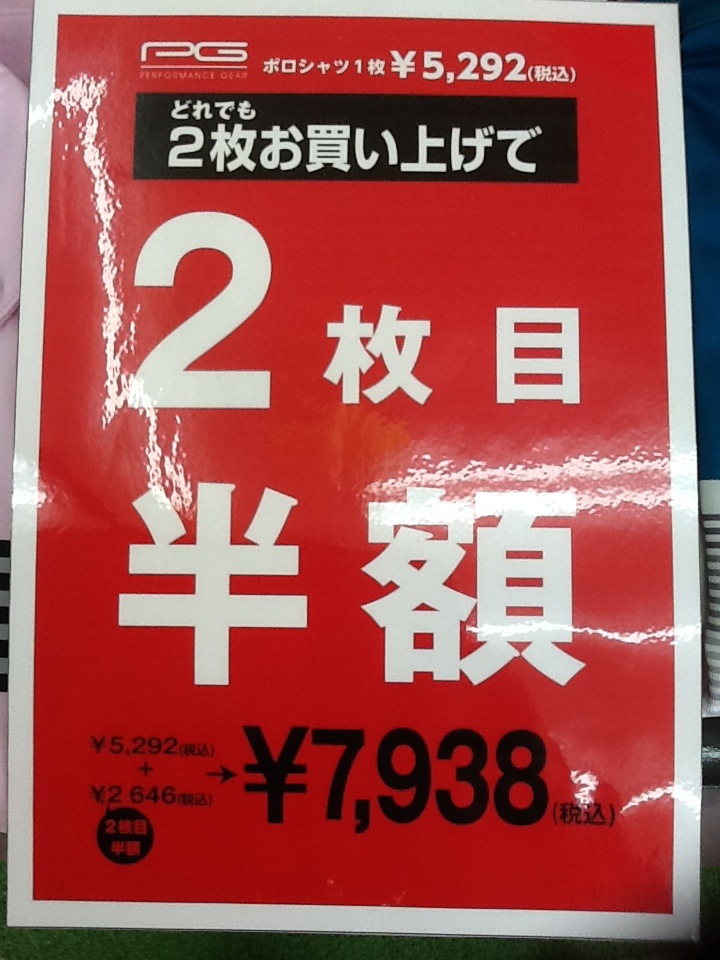 PG
PERFORMANCE GEAR
ポロシャツ1枚 ¥5,292(税込)
どれでも
2枚お買い上げで
2枚目
半額
¥5,292(税込)
+
¥2 646(税込)
→¥7,938(税込)
2枚目
半額